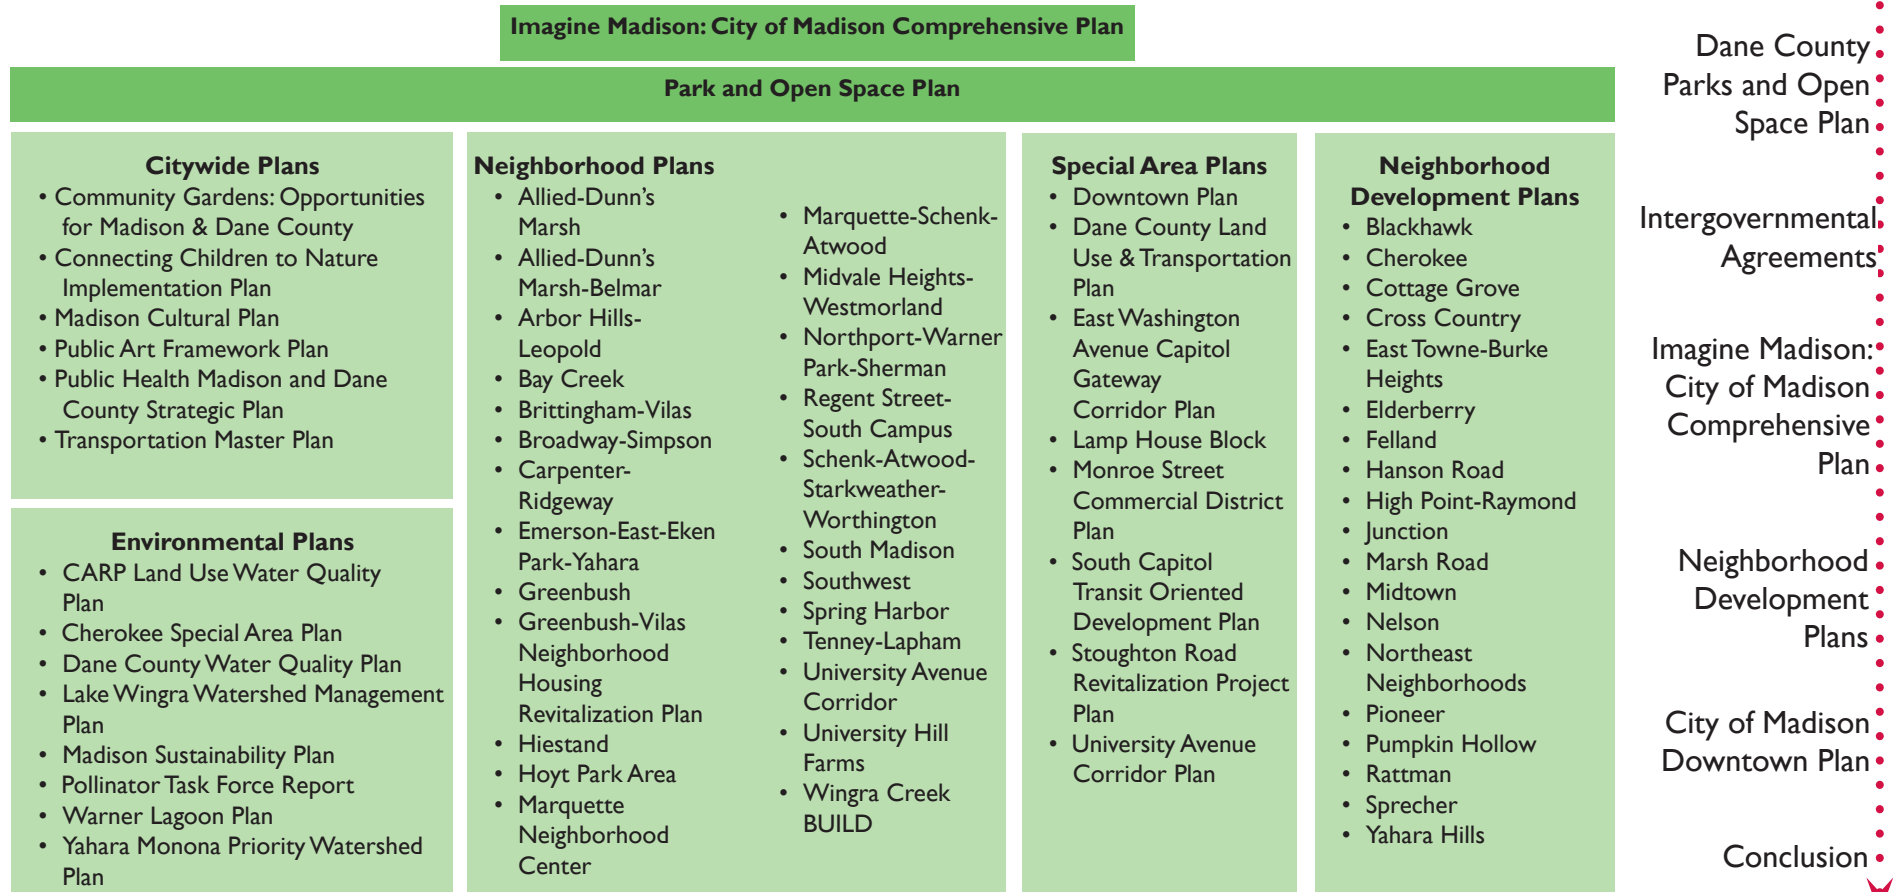 Imagine Madison: City of Madison Comprehensive Plan
Park and Open Space Plan
Citywide Plans
• Community Gardens: Opportunities
for Madison & Dane County
• Connecting Children to Nature
Implementation Plan
• Madison Cultural Plan
• Public Art Framework Plan
• Public Health Madison and Dane
County Strategic Plan
• Transportation Master Plan
Environmental Plans
• CARP Land Use Water Quality
Plan
• Cherokee Special Area Plan
• Dane County Water Quality Plan
• Lake Wingra Watershed Management
Plan
• Madison Sustainability Plan
• Pollinator Task Force Report
• Warner Lagoon Plan
• Yahara Monona Priority Watershed
Plan
Neighborhood Plans
• Allied-Dunn's
Marsh
• Allied-Dunn's
Marsh-Belmar
• Arbor Hills-
Leopold
• Bay Creek
• Brittingham-Vilas
• Broadway-Simpson
• Carpenter-
Ridgeway
• Emerson-East-Eken
Park-Yahara
• Greenbush
• Greenbush-Vilas
Neighborhood
Housing
Revitalization Plan
• Hiestand
• Hoyt Park Area
• Marquette
Neighborhood
Center
• Marquette-Schenk-
Atwood
• Midvale Heights-
Westmorland
• Northport-Warner
Park-Sherman
• Regent Street-
South Campus
• Schenk-Atwood-
Starkweather-
Worthington
• South Madison
• Southwest
• Spring Harbor
• Tenney-Lapham
• University Avenue
Corridor
• University Hill
Farms
• Wingra Creek
BUILD
Special Area Plans
• Downtown Plan
• Dane County Land
Use & Transportation
Plan
• East Washington
Avenue Capitol
Gateway
Corridor Plan
• Lamp House Block
• Monroe Street
Commercial District
Plan
• South Capitol
Transit Oriented
Development Plan
• Stoughton Road
Revitalization Project
Plan
• University Avenue
Corridor Plan
Neighborhood
Development Plans
• Blackhawk
• Cherokee
• Cottage Grove
• Cross Country
• East Towne-Burke
Heights
• Elderberry
• Felland
• Hanson Road
• High Point-Raymond
• Junction
• Marsh Road
• Midtown
• Nelson
• Northeast
Neighborhoods
• Pioneer
• Pumpkin Hollow
• Rattman
• Sprecher
• Yahara Hills
Dane County
Parks and Open
Space Plan
Intergovernmental
Agreements
Imagine Madison:
City of Madison
Comprehensive
Plan
Neighborhood
Development
Plans
City of Madison
Downtown Plan
Conclusion